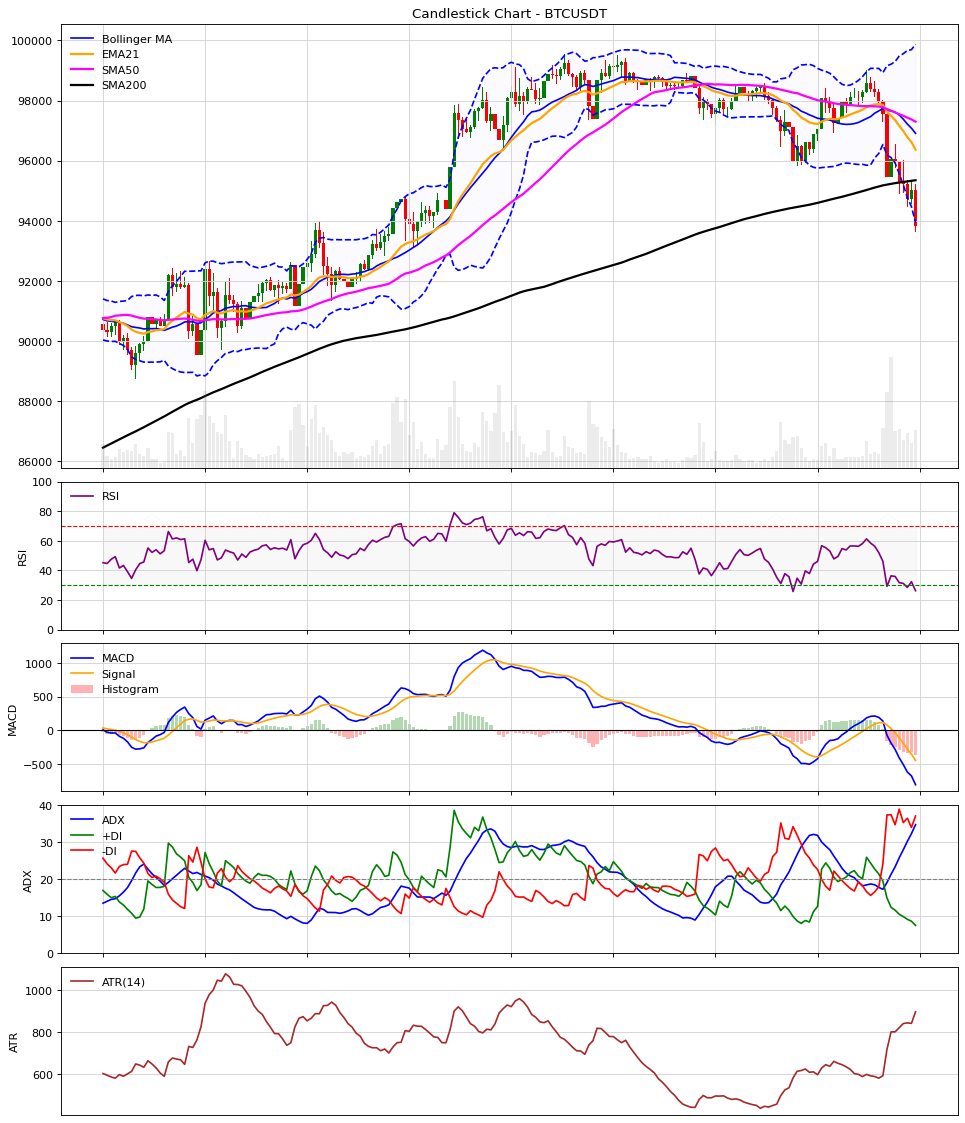 Candlestick Chart - BTCUSDT
100000
98000
96000
94000
92000
90000
88000
86000
Bollinger MA
EMA21
SMA50
SMA200
100
80
60
40
20
0
RSI
RSI
1000
500
0
−500
MACD
MACD
Signal
Histogram
40
30
20
10
0
ADX
ADX
+DI
-DI
1000
800
600
ATR
ATR(14)